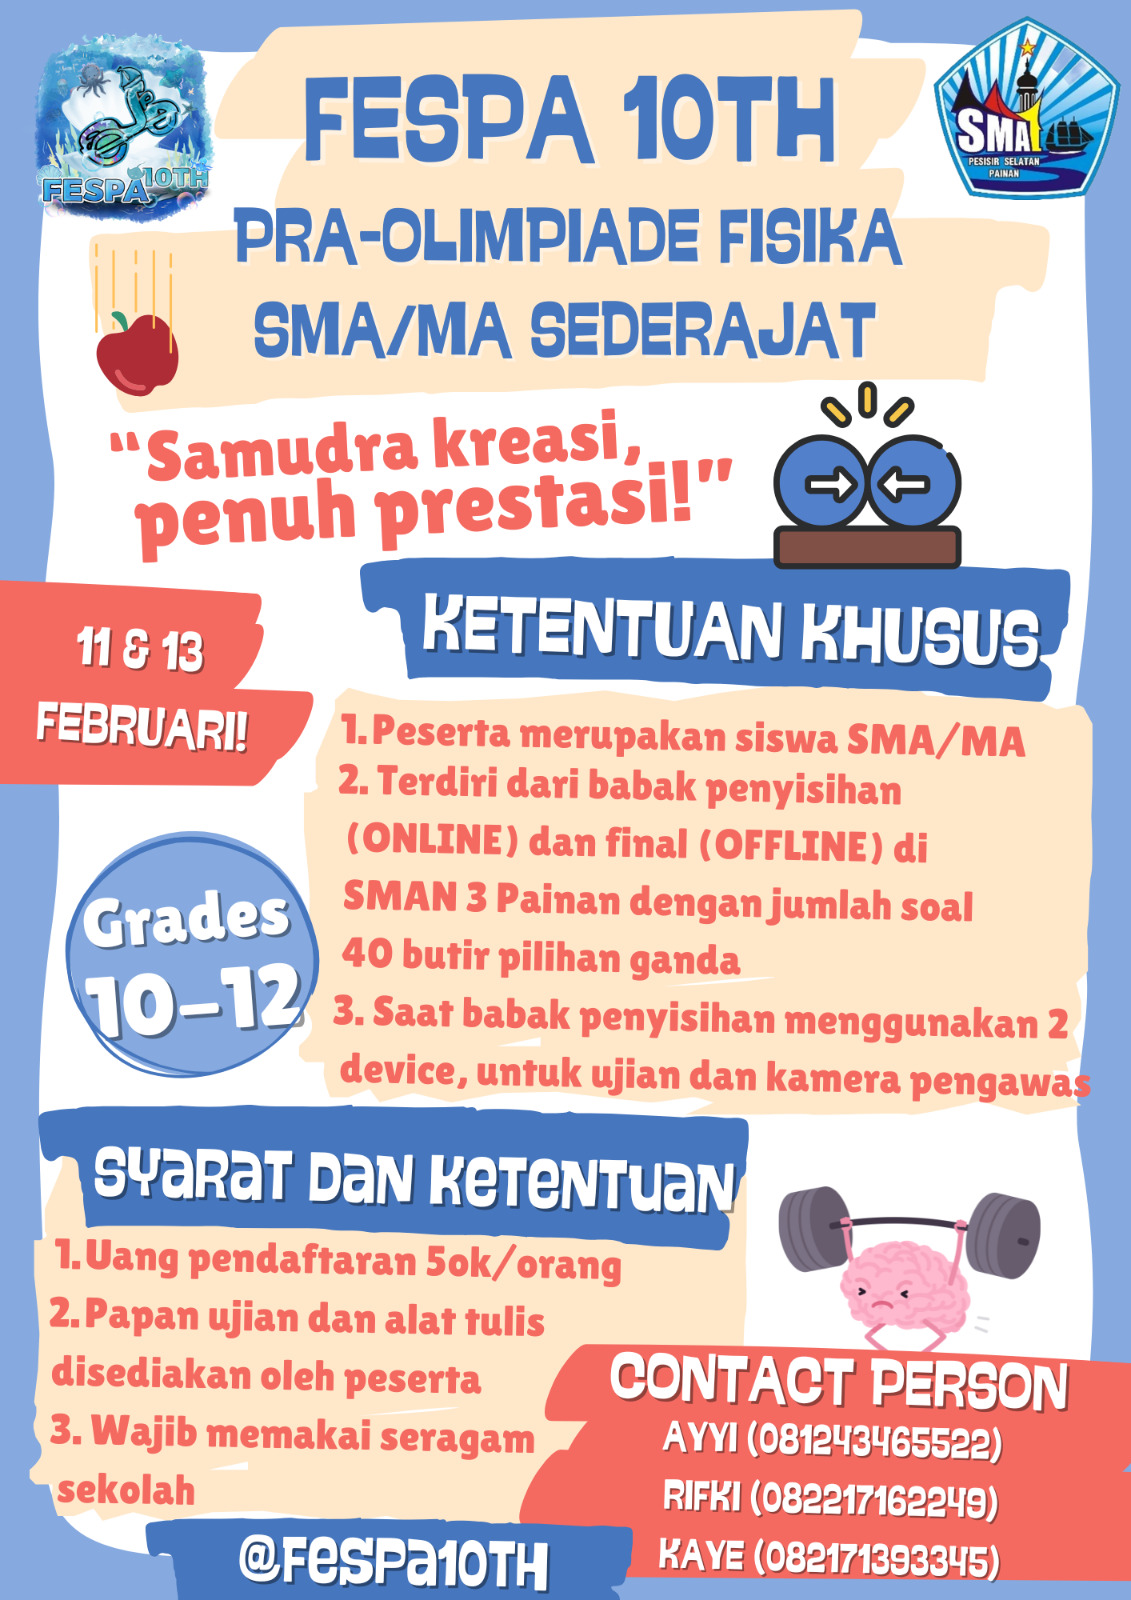 FESPA 10TH
SMA 1
PESISIR SELATAN
PAINAN
FESPA 10TH
PRA-OLIMPIADE FISIKA
SMA/MA SEDERAJAT
“Samudra kreasi,
penuh prestasi!”
11 & 13
FEBRUARI!
KETENTUAN KHUSUS
1. Peserta merupakan siswa SMA/MA
2. Terdiri dari babak penyisihan
(ONLINE) dan final (OFFLINE) di
SMAN 3 Painan dengan jumlah soal
40 butir pilihan ganda
3. Saat babak penyisihan menggunakan 2
device, untuk ujian dan kamera pengawas
Grades
10-12
SYARAT DAN KETENTUAN
1. Uang pendaftaran 50k/orang
2. Papan ujian dan alat tulis
disediakan oleh peserta
3. Wajib memakai seragam
sekolah
CONTACT PERSON
AYYI (081243465522)
RIFKI (082217162249)
KAYE (082171393345)
@FESPA10TH